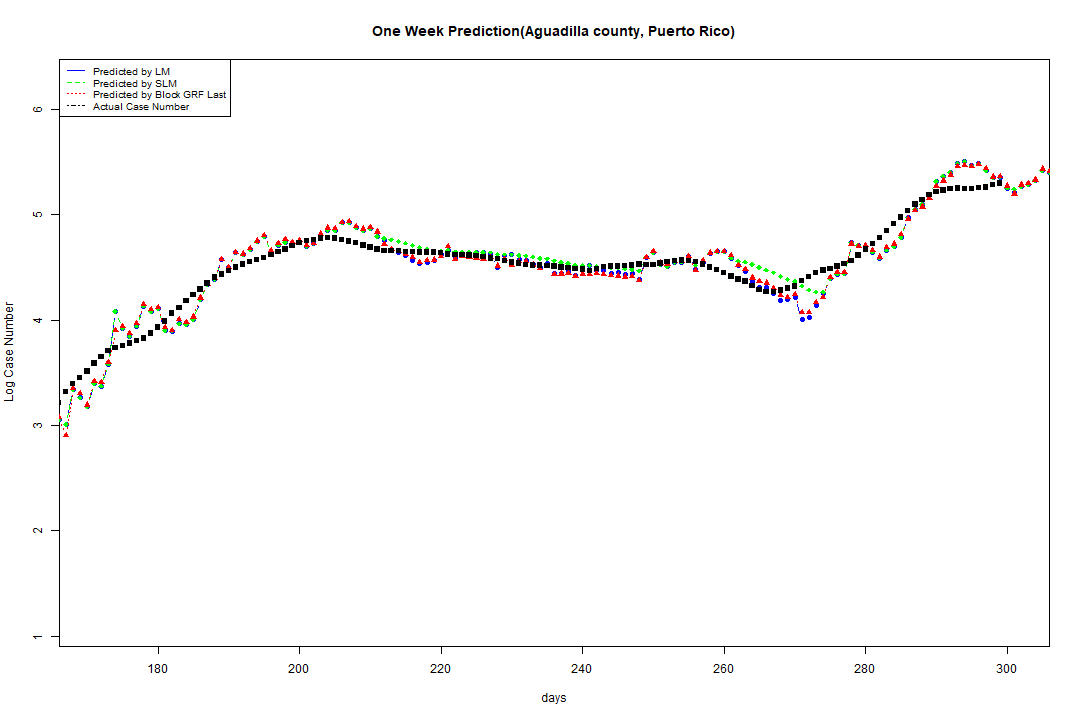 One Week Prediction(Aguadilla county, Puerto Rico)
Predicted by LM
Predicted by SLM
Predicted by Block GRF Last
Actual Case Number
6
5
4
3
2
1
Log Case Number
180 200 220 240 260 280 300
days